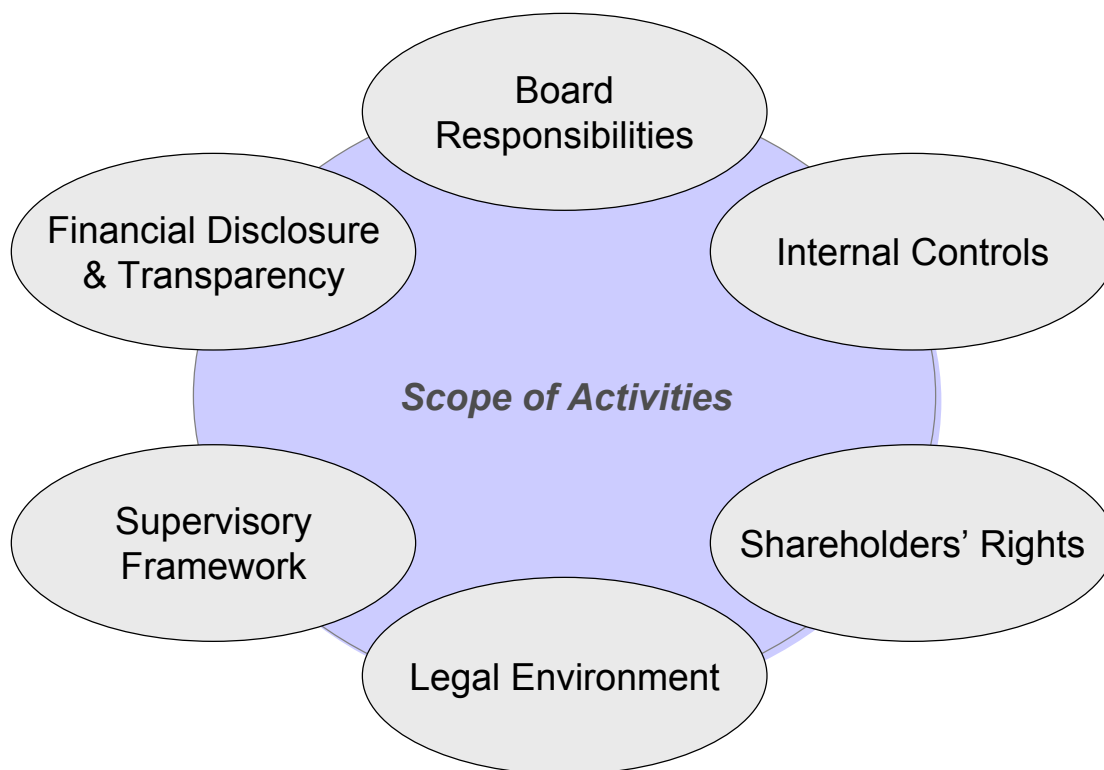 Board
Responsibilities
Financial Disclosure
& Transparency
Internal Controls
Scope of Activities
Supervisory
Framework
Shareholders’ Rights
Legal Environment